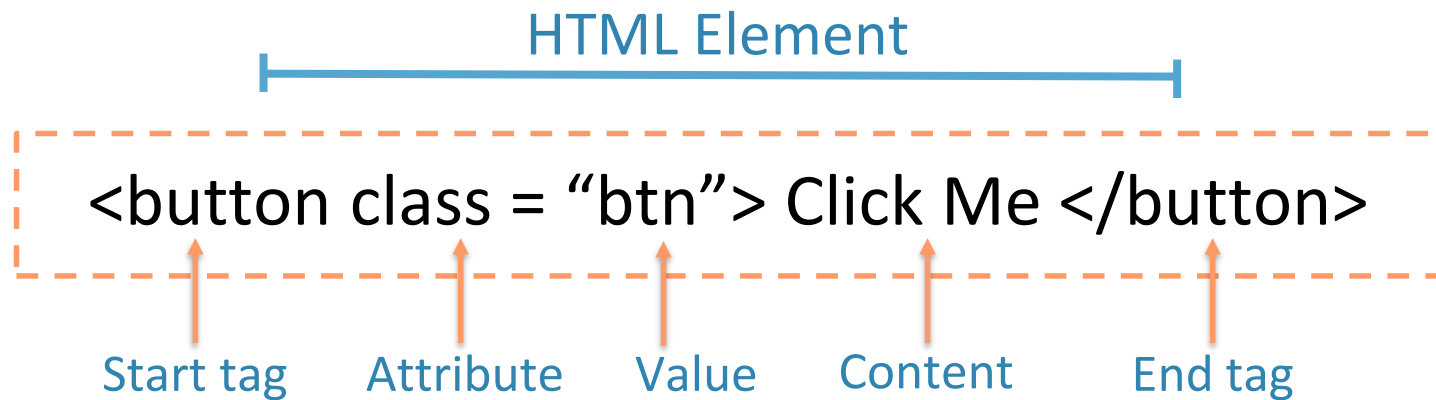 HTML Element
<button class = “btn”> Click Me </button>
Start tag Attribute Value Content End tag